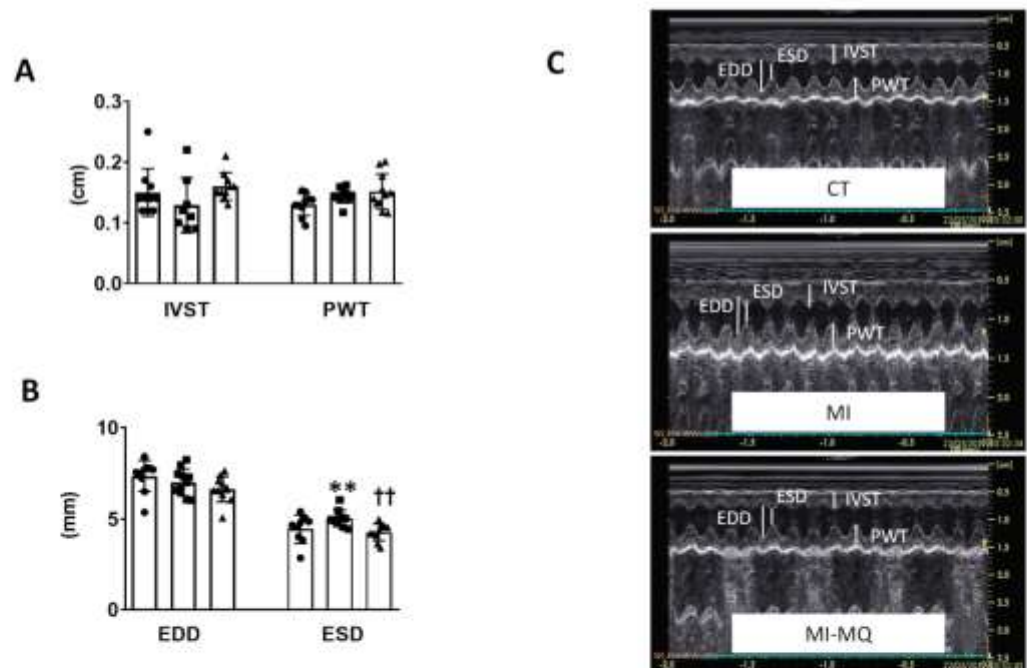 A
0.3
0.2
(cm)
0.1
0.0
IVST PWT
B
10
(mm)
5
** ††
0
EDD ESD
C
ESD IVST
EDD
PWT
CT
ESD IVST
EDD
PWT
MI
ESD IVST
EDD
PWT
MI-MQ